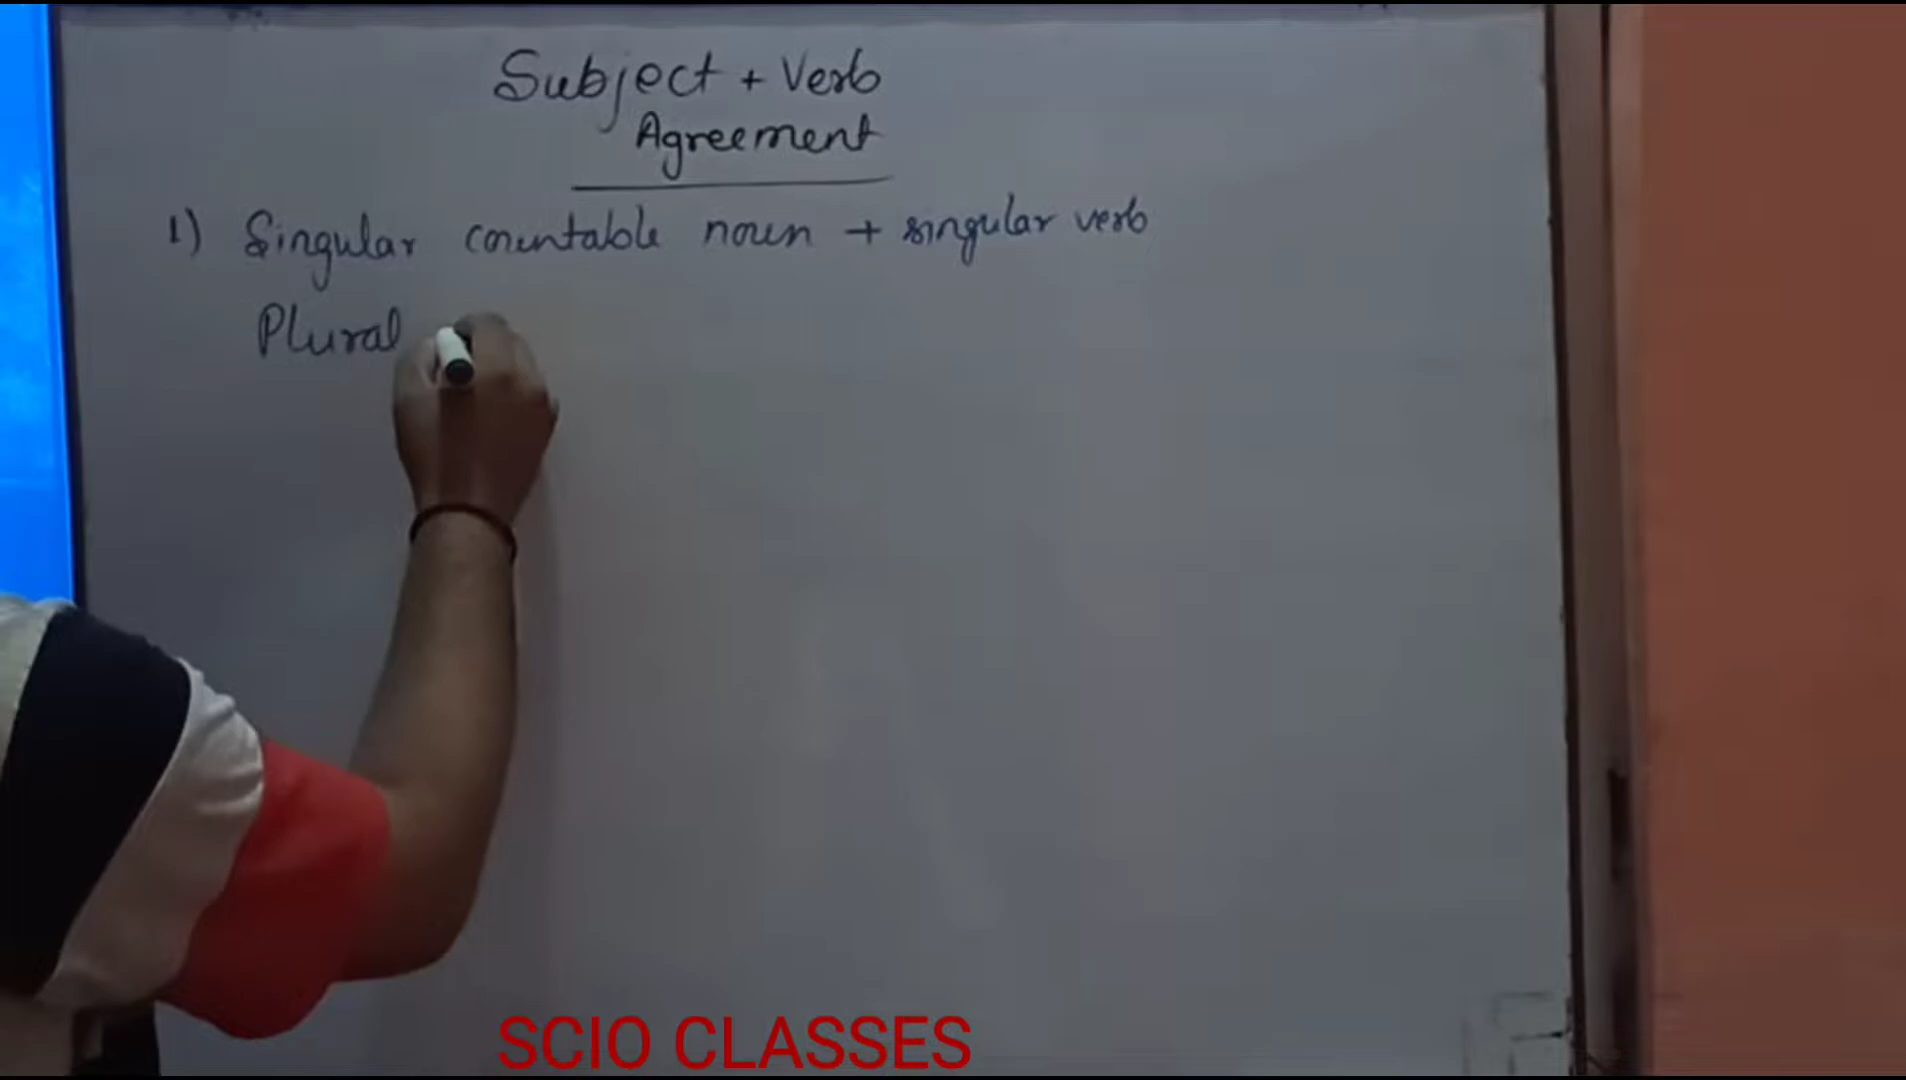 Subject + Verb
Agreement
1) Singular countable noun + singular verb
Plural
SCIO CLASSES